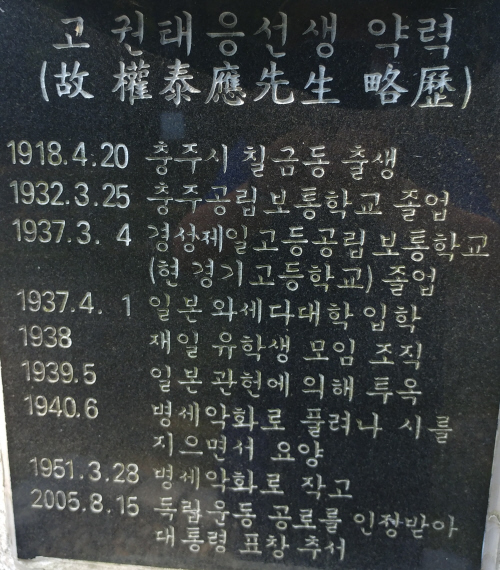 고 권태응선생 약력
(故 權泰應先生 略歷)
1918.4.20 충주시 칠금동 출생
1932.3.25 충주공립보통학교 졸업
1937.3. 4 경성제일고등공립보통학교
(현 경기고등학교) 졸업
1937.4. 1 일본와세다대학입학
1938 재일 유학생 모임 조직
1939.5 일본관헌에 의해 투옥
1940.6 병세악화로 풀려나 시를
지으면서 요양
1951.3.28 병세악화로 작고
2005.8.15 독립운동 공로를 인정받아
대통령 표창 추서